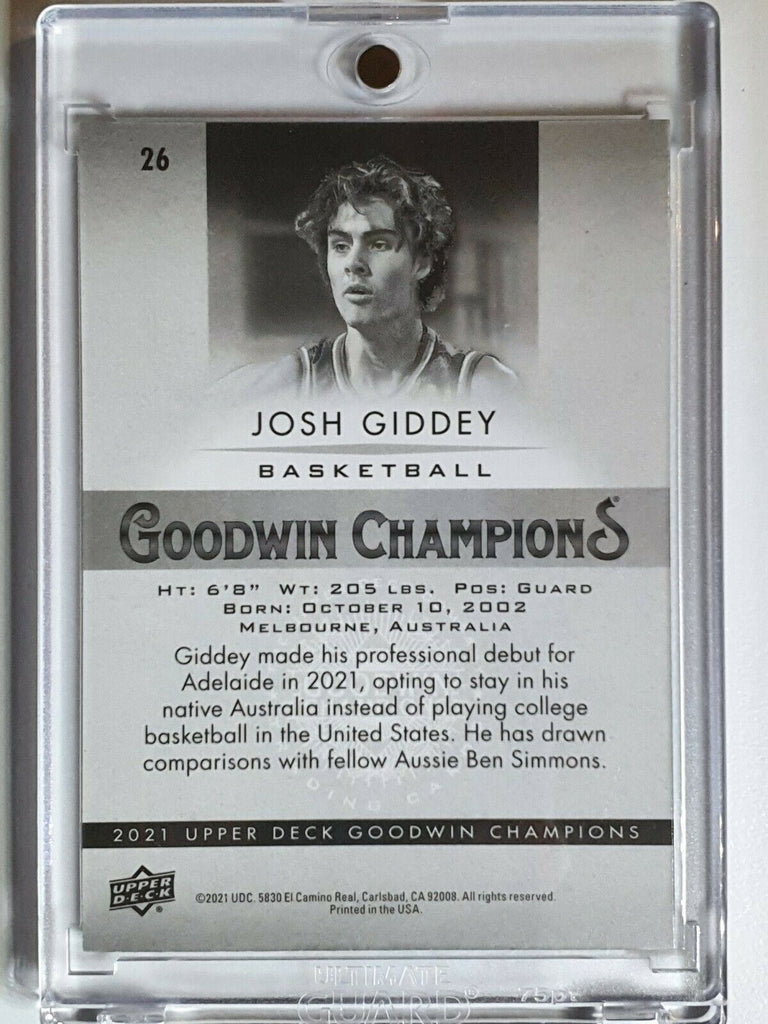 26
JOSH GIDDEY
BASKETBALL
GOODWIN CHAMPIONS®
HT: 6'8" WT: 205 LBS. POS: GUARD
BORN: OCTOBER 10, 2002
MELBOURNE, AUSTRALIA
Giddey made his professional debut for
Adelaide in 2021, opting to stay in his
native Australia instead of playing college
basketball in the United States. He has drawn
comparisons with fellow Aussie Ben Simmons.
2021 UPPER DECK GOODWIN CHAMPIONS
UPPER
D·E·C·K®
©2021 UDC. 5830 El Camino Real, Carlsbad, CA 92008. All rights reserved.
Printed in the USA.
ULTIMATE
GUARD® 75pt